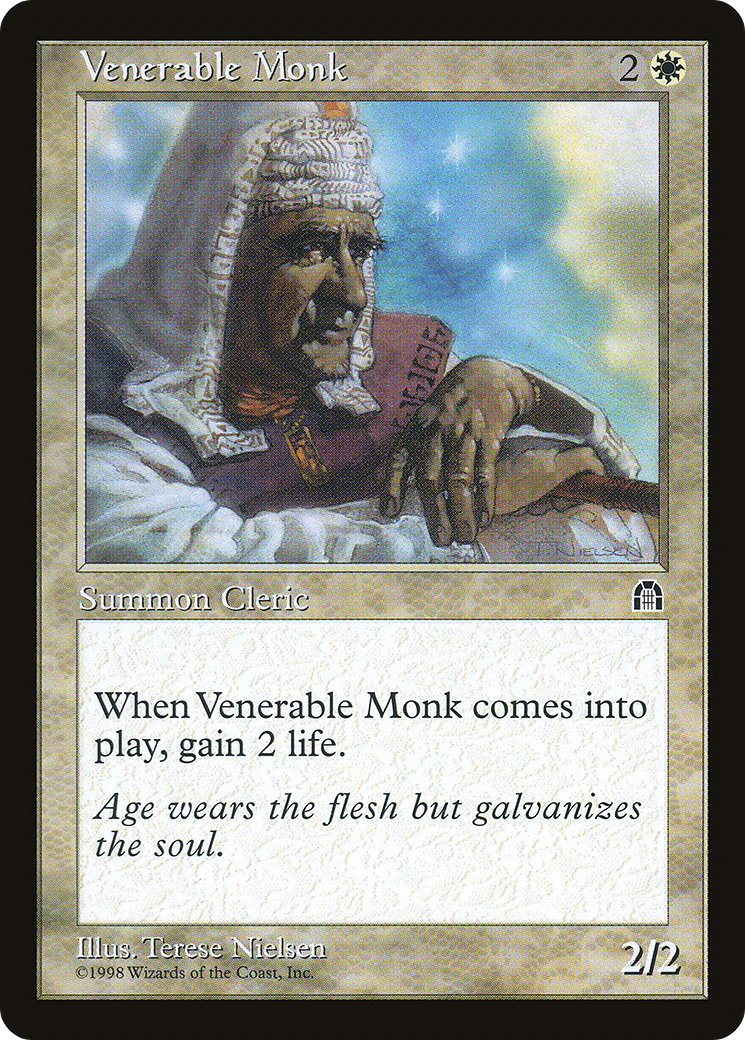 Venerable Monk 2
T. NIELSEN
Summon Cleric
When Venerable Monk comes into
play, gain 2 life.
Age wears the flesh but galvanizes
the soul.
Illus. Terese Nielsen
©1998 Wizards of the Coast, Inc.
2/2